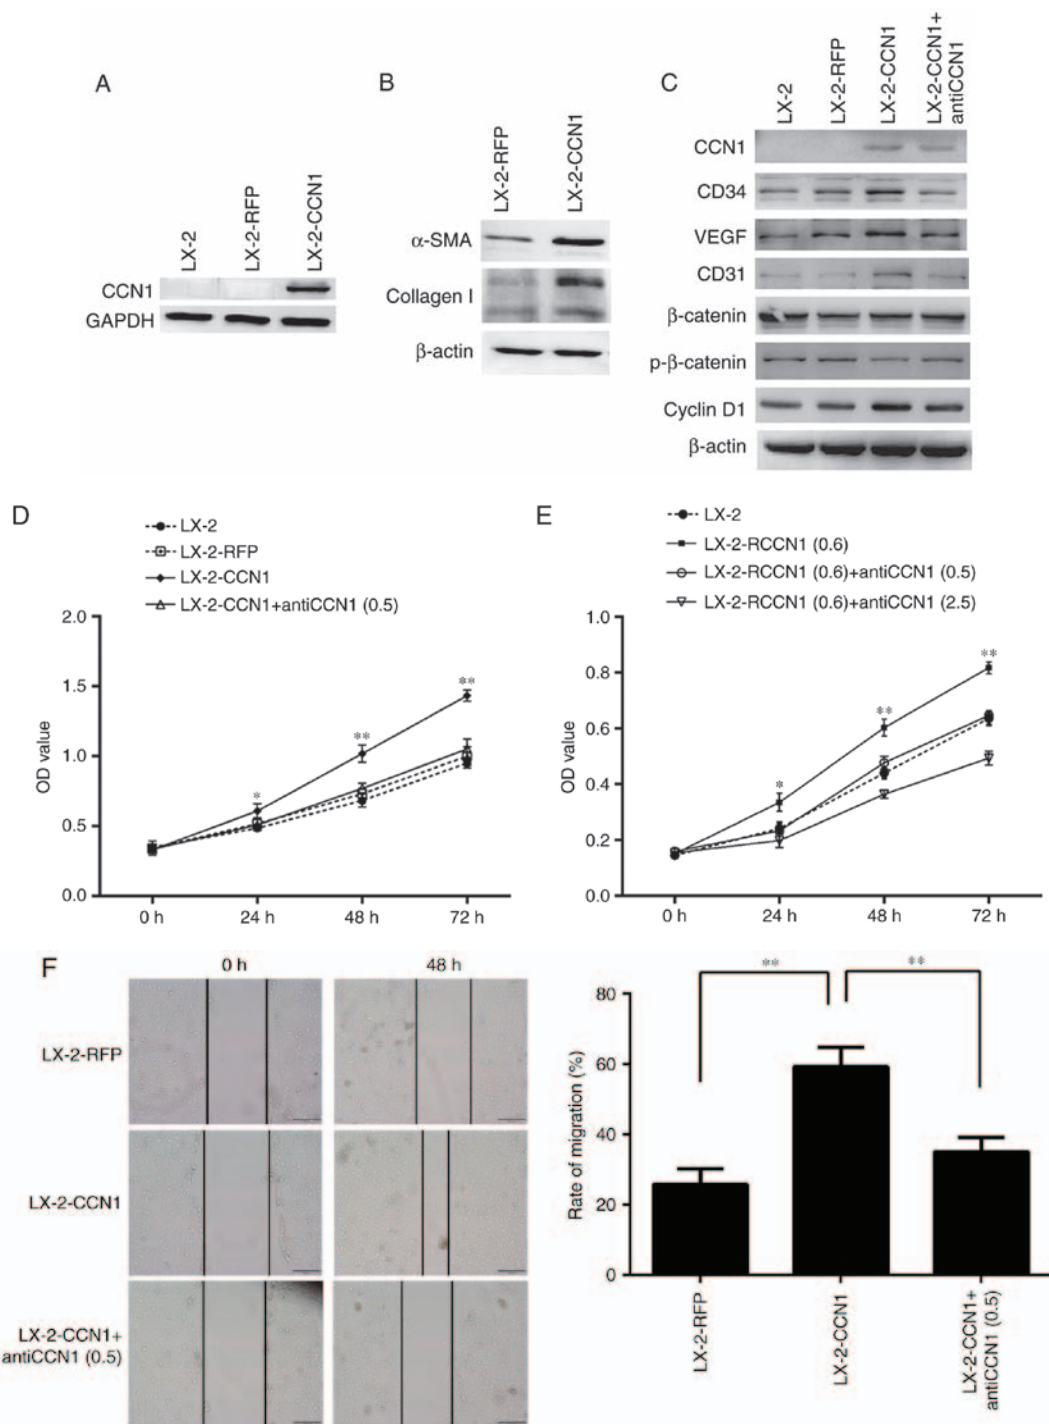 A
LX-2
LX-2-RFP
LX-2-CCN1
CCN1
GAPDH
B
LX-2-RFP
LX-2-CCN1
α-SMA
Collagen I
β-actin
C
LX-2
LX-2-RFP
LX-2-CCN1
LX-2-CCN1+
antiCCN1
CCN1
CD34
VEGF
CD31
β-catenin
p-β-catenin
Cyclin D1
β-actin
D
LX-2
LX-2-RFP
LX-2-CCN1
LX-2-CCN1+antiCCN1 (0.5)
OD value
2.0
1.5
1.0
0.5
0.0
*
**
**
0 h
24 h
48 h
72 h
E
LX-2
LX-2-RCCN1 (0.6)
LX-2-RCCN1 (0.6)+antiCCN1 (0.5)
LX-2-RCCN1 (0.6)+antiCCN1 (2.5)
OD value
1.0
0.8
0.6
0.4
0.2
0.0
*
**
**
0 h
24 h
48 h
72 h
F
0 h
48 h
LX-2-RFP
LX-2-CCN1
LX-2-CCN1+
antiCCN1 (0.5)
Rate of migration (%)
80
60
40
20
0
**
**
LX-2-RFP
LX-2-CCN1
LX-2-CCN1+
antiCCN1 (0.5)